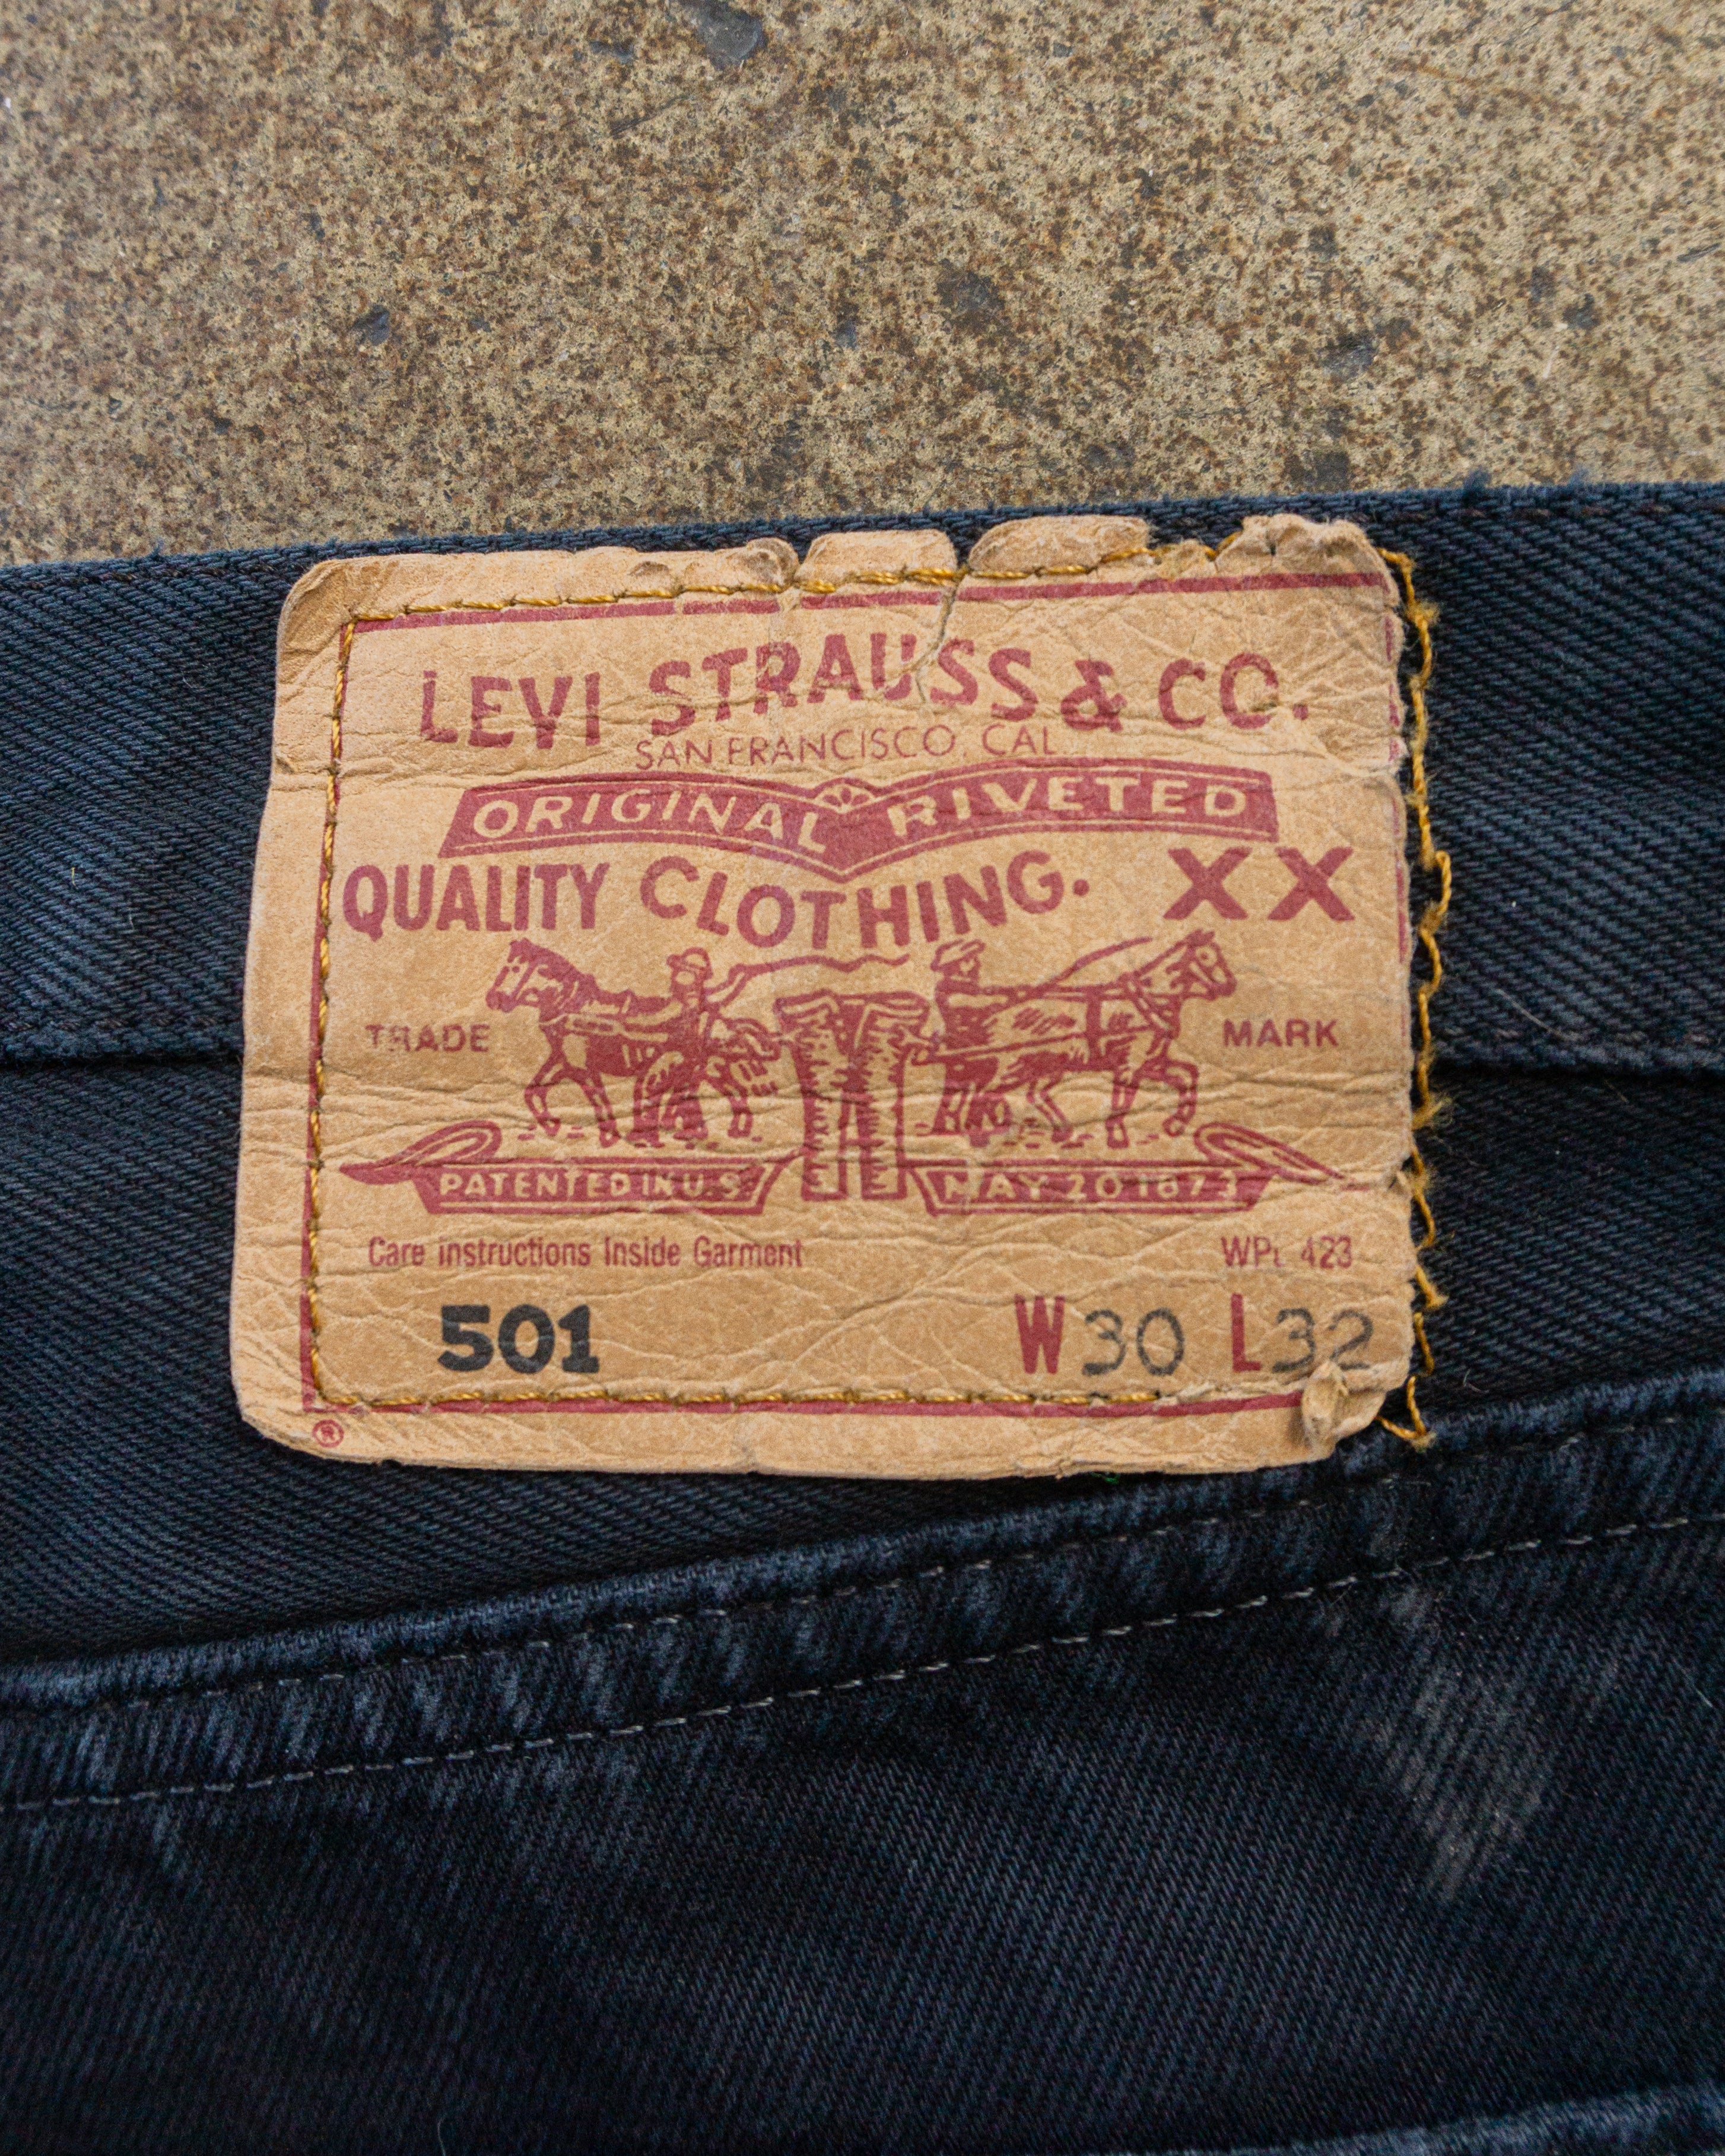 LEVI STRAUSS & CO.
SAN FRANCISCO, CAL.
ORIGINAL RIVETED
QUALITY CLOTHING. XX
TRADE MARK
PATENTED IN U.S. MAY 20 1873
Care instructions Inside Garment 423
501 W30 L32
®